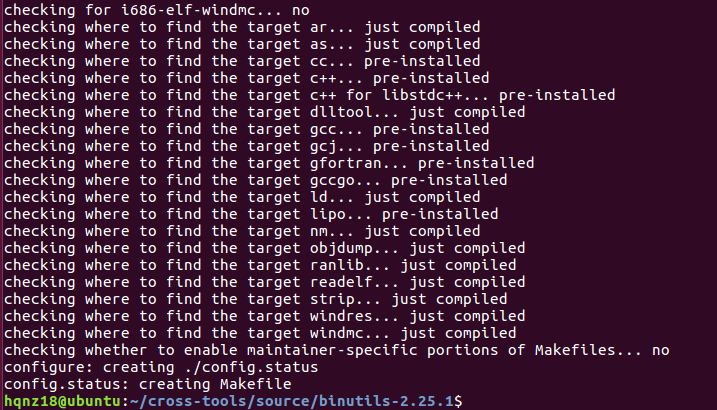 checking for i686-elf-windmc... no
checking where to find the target ar... just compiled
checking where to find the target as... just compiled
checking where to find the target cc... pre-installed
checking where to find the target c++... pre-installed
checking where to find the target c++ for libstdc++... pre-installed
checking where to find the target dlltool... just compiled
checking where to find the target gcc... pre-installed
checking where to find the target gcj... pre-installed
checking where to find the target gfortran... pre-installed
checking where to find the target gccgo... pre-installed
checking where to find the target ld... just compiled
checking where to find the target lipo... pre-installed
checking where to find the target nm... just compiled
checking where to find the target objdump... just compiled
checking where to find the target ranlib... just compiled
checking where to find the target readelf... just compiled
checking where to find the target strip... just compiled
checking where to find the target windres... just compiled
checking where to find the target windmc... just compiled
checking whether to enable maintainer-specific portions of Makefiles... no
configure: creating ./config.status
config.status: creating Makefile
hqnz18@ubuntu:~/cross-tools/source/binutils-2.25.1$